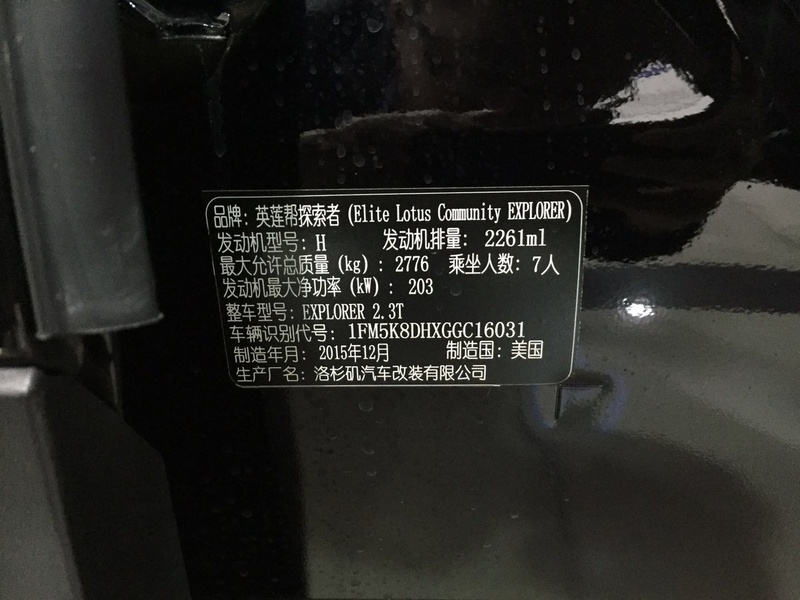 品牌: 英莲帮探索者 (Elite Lotus Community EXPLORER)
发动机型号: H 发动机排量: 2261ml
最大允许总质量 (kg) : 2776 乘坐人数: 7人
发动机最大净功率 (kW) : 203
整车型号: EXPLORER 2.3T
车辆识别代号: 1FM5K8DHXGGC16031
制造年月: 2015年12月 制造国: 美国
生产厂名: 洛杉矶汽车改装有限公司